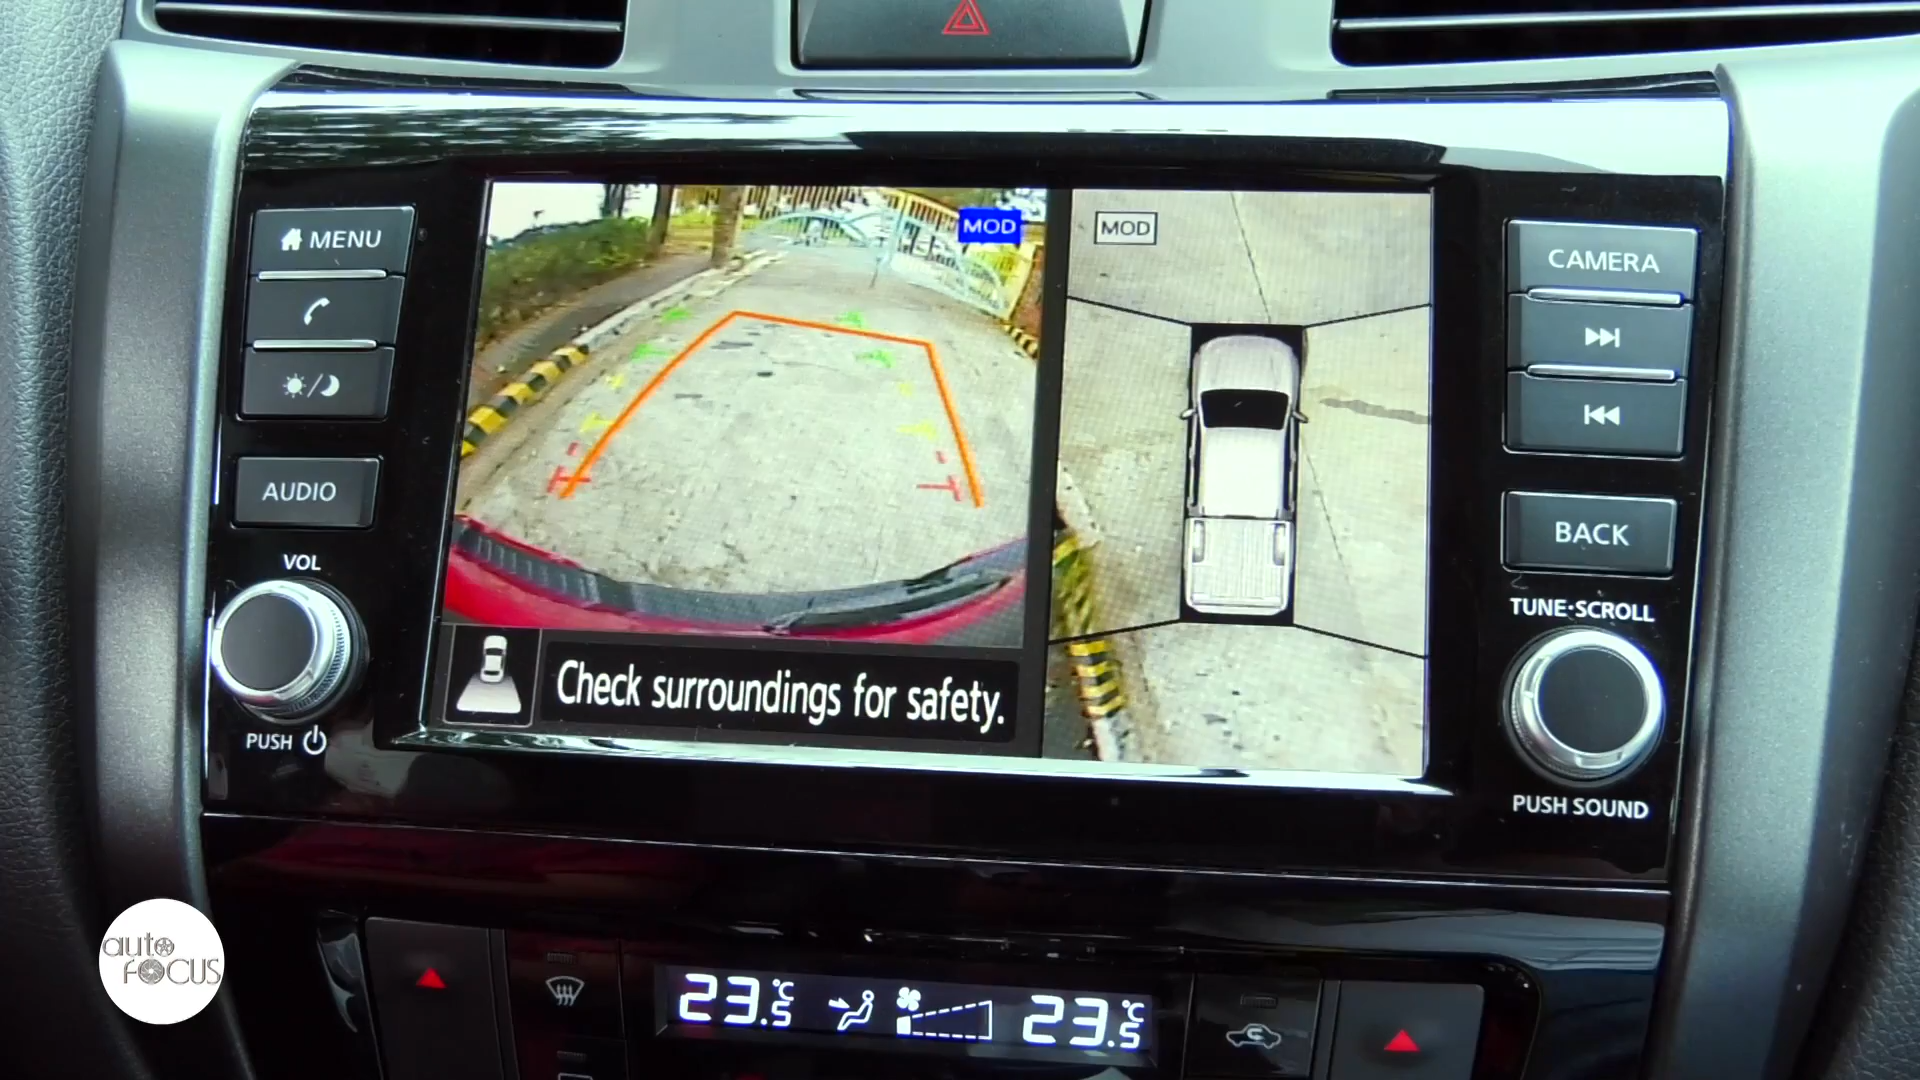 MENU
AUDIO
VOL
PUSH
MOD
MOD
Check surroundings for safety.
CAMERA
BACK
TUNE·SCROLL
PUSH SOUND
23.5°C
23.5°C
auto
FOCUS